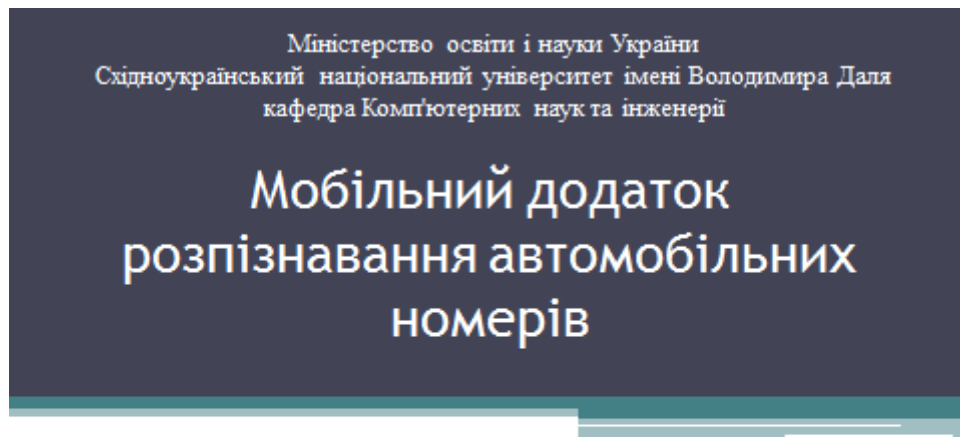 Міністерство освіти і науки України
Східноукраїнський національний університет імені Володимира Даля
кафедра Комп'ютерних наук та інженерії
Мобільний додаток
розпізнавання автомобільних
номерів